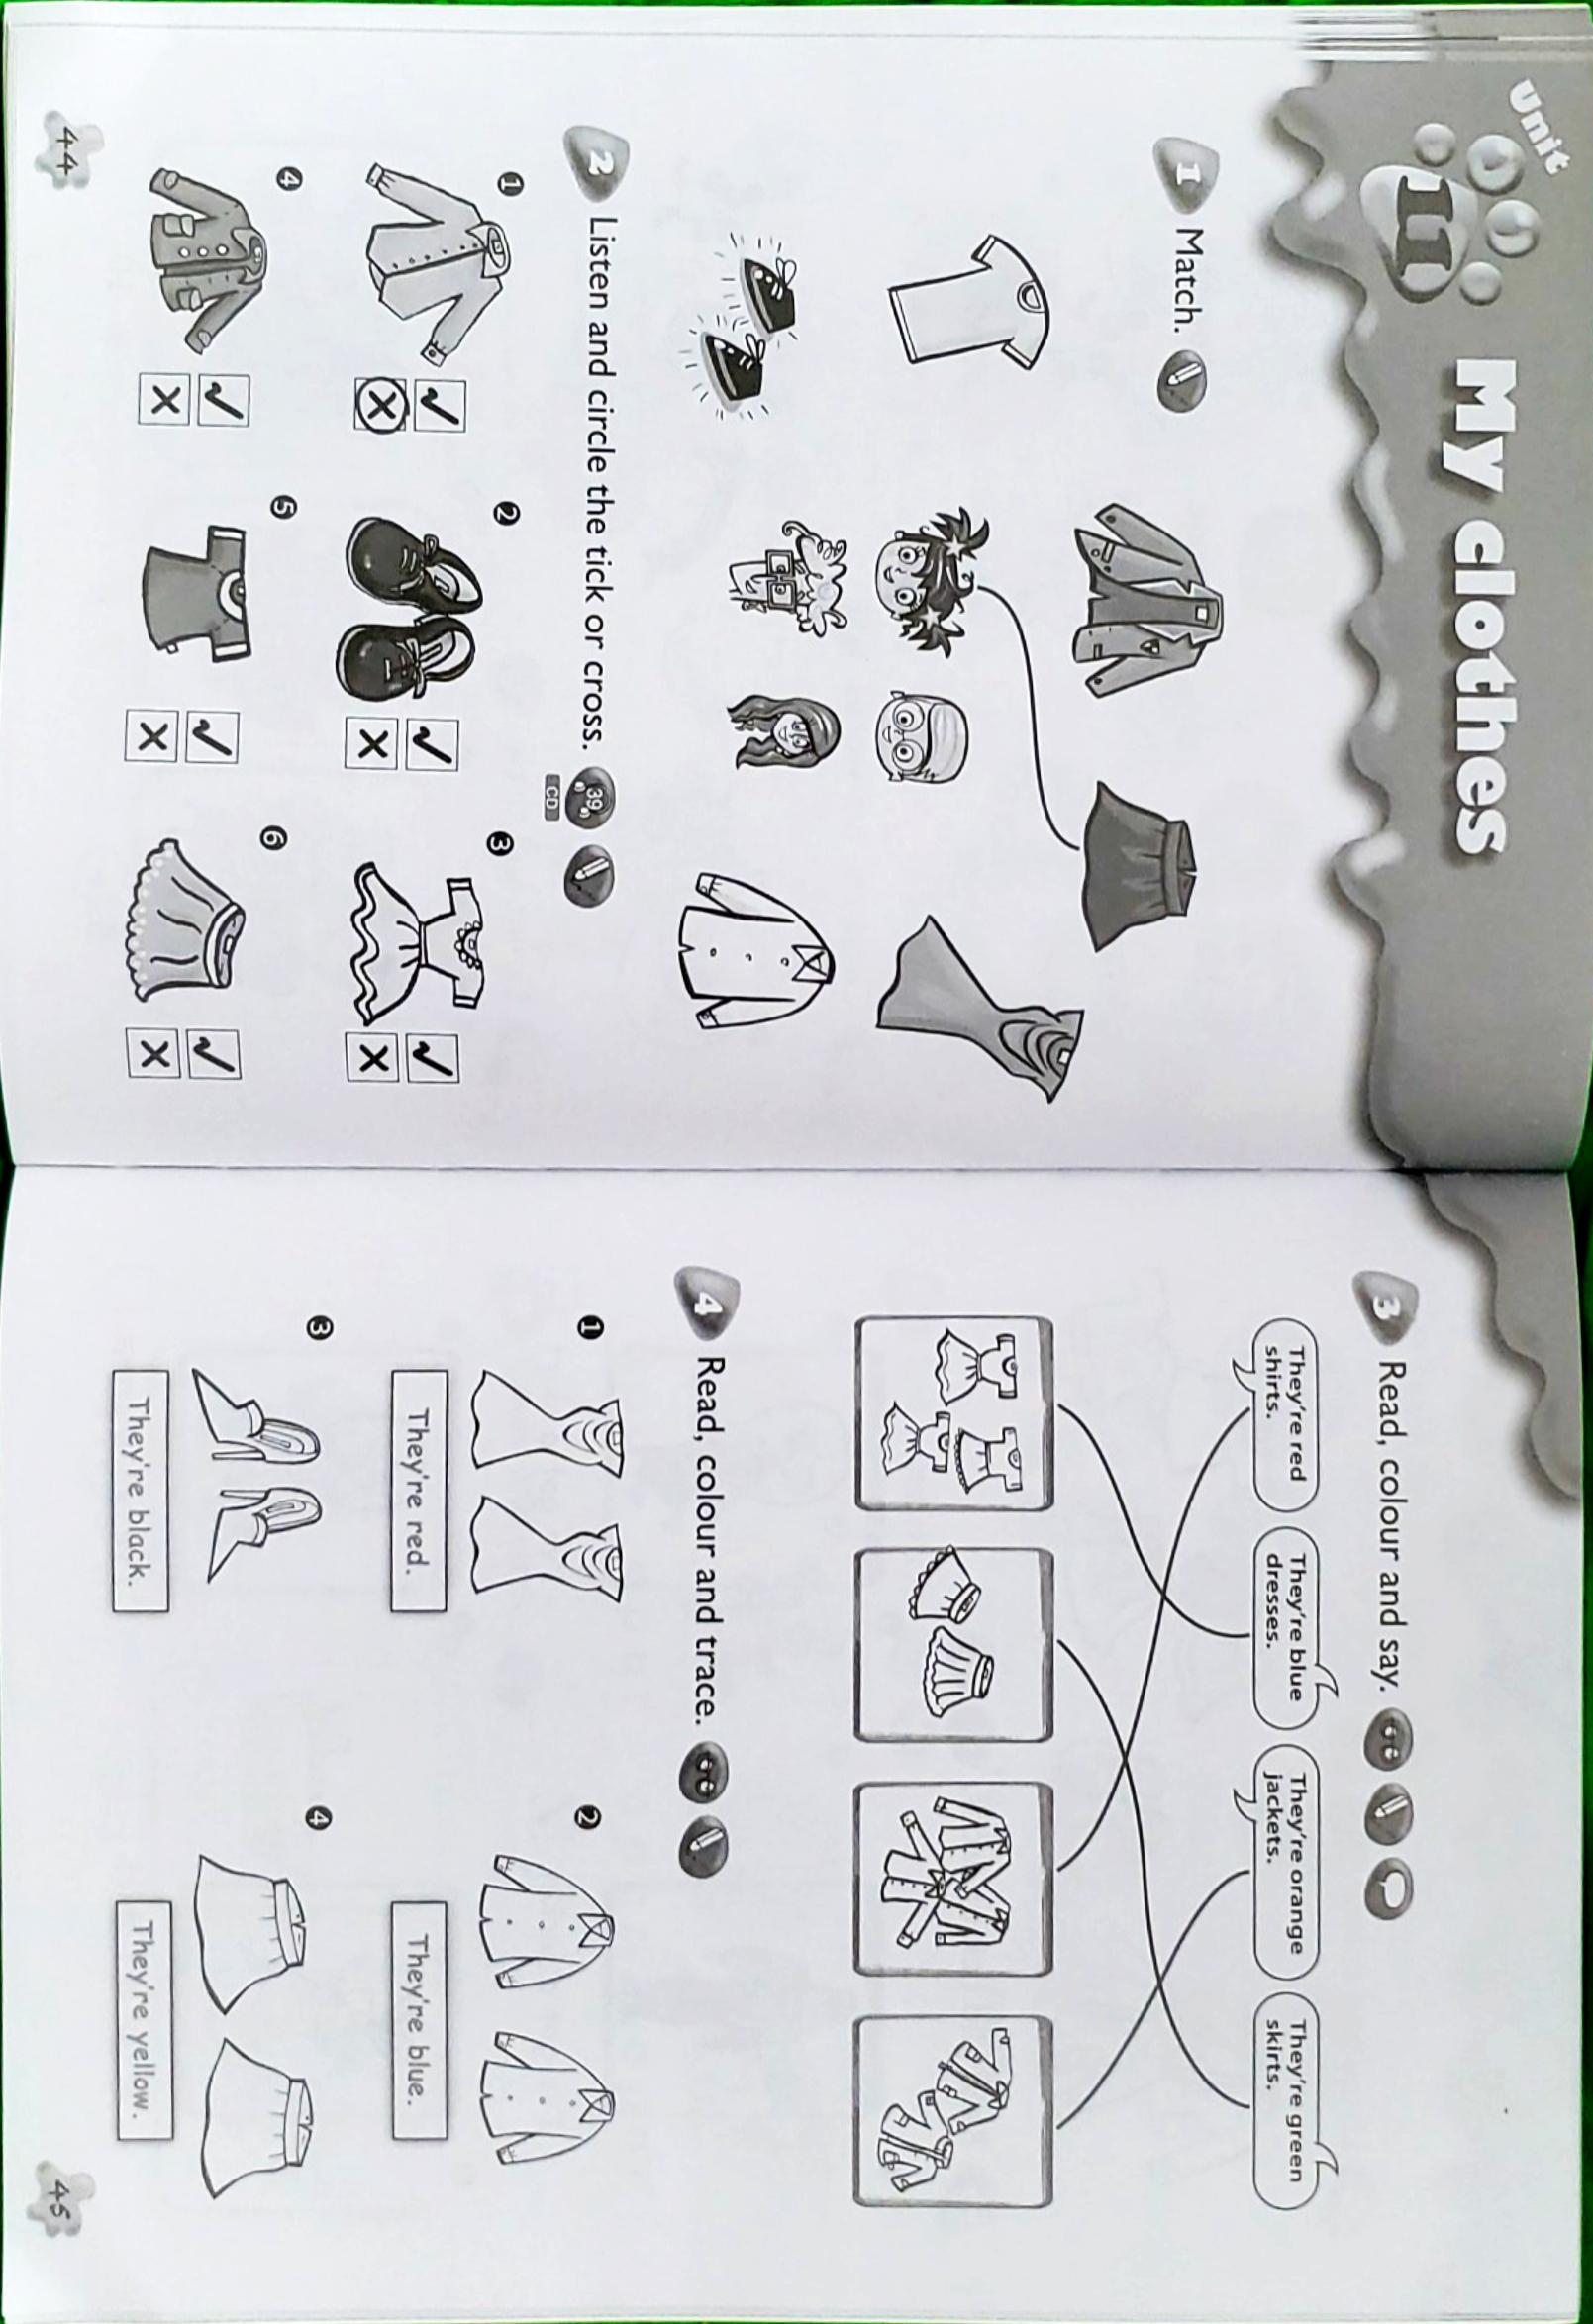 Unit
11
My clothes
1 Match.
2 Listen and circle the tick or cross.
39
CD
1
2
3
4
5
6
44
3 Read, colour and say.
They're red
shirts.
They're blue
dresses.
They're orange
jackets.
They're green
skirts.
4 Read, colour and trace.
1
2
They're red.
They're blue.
3
4
They're black.
They're yellow.
45